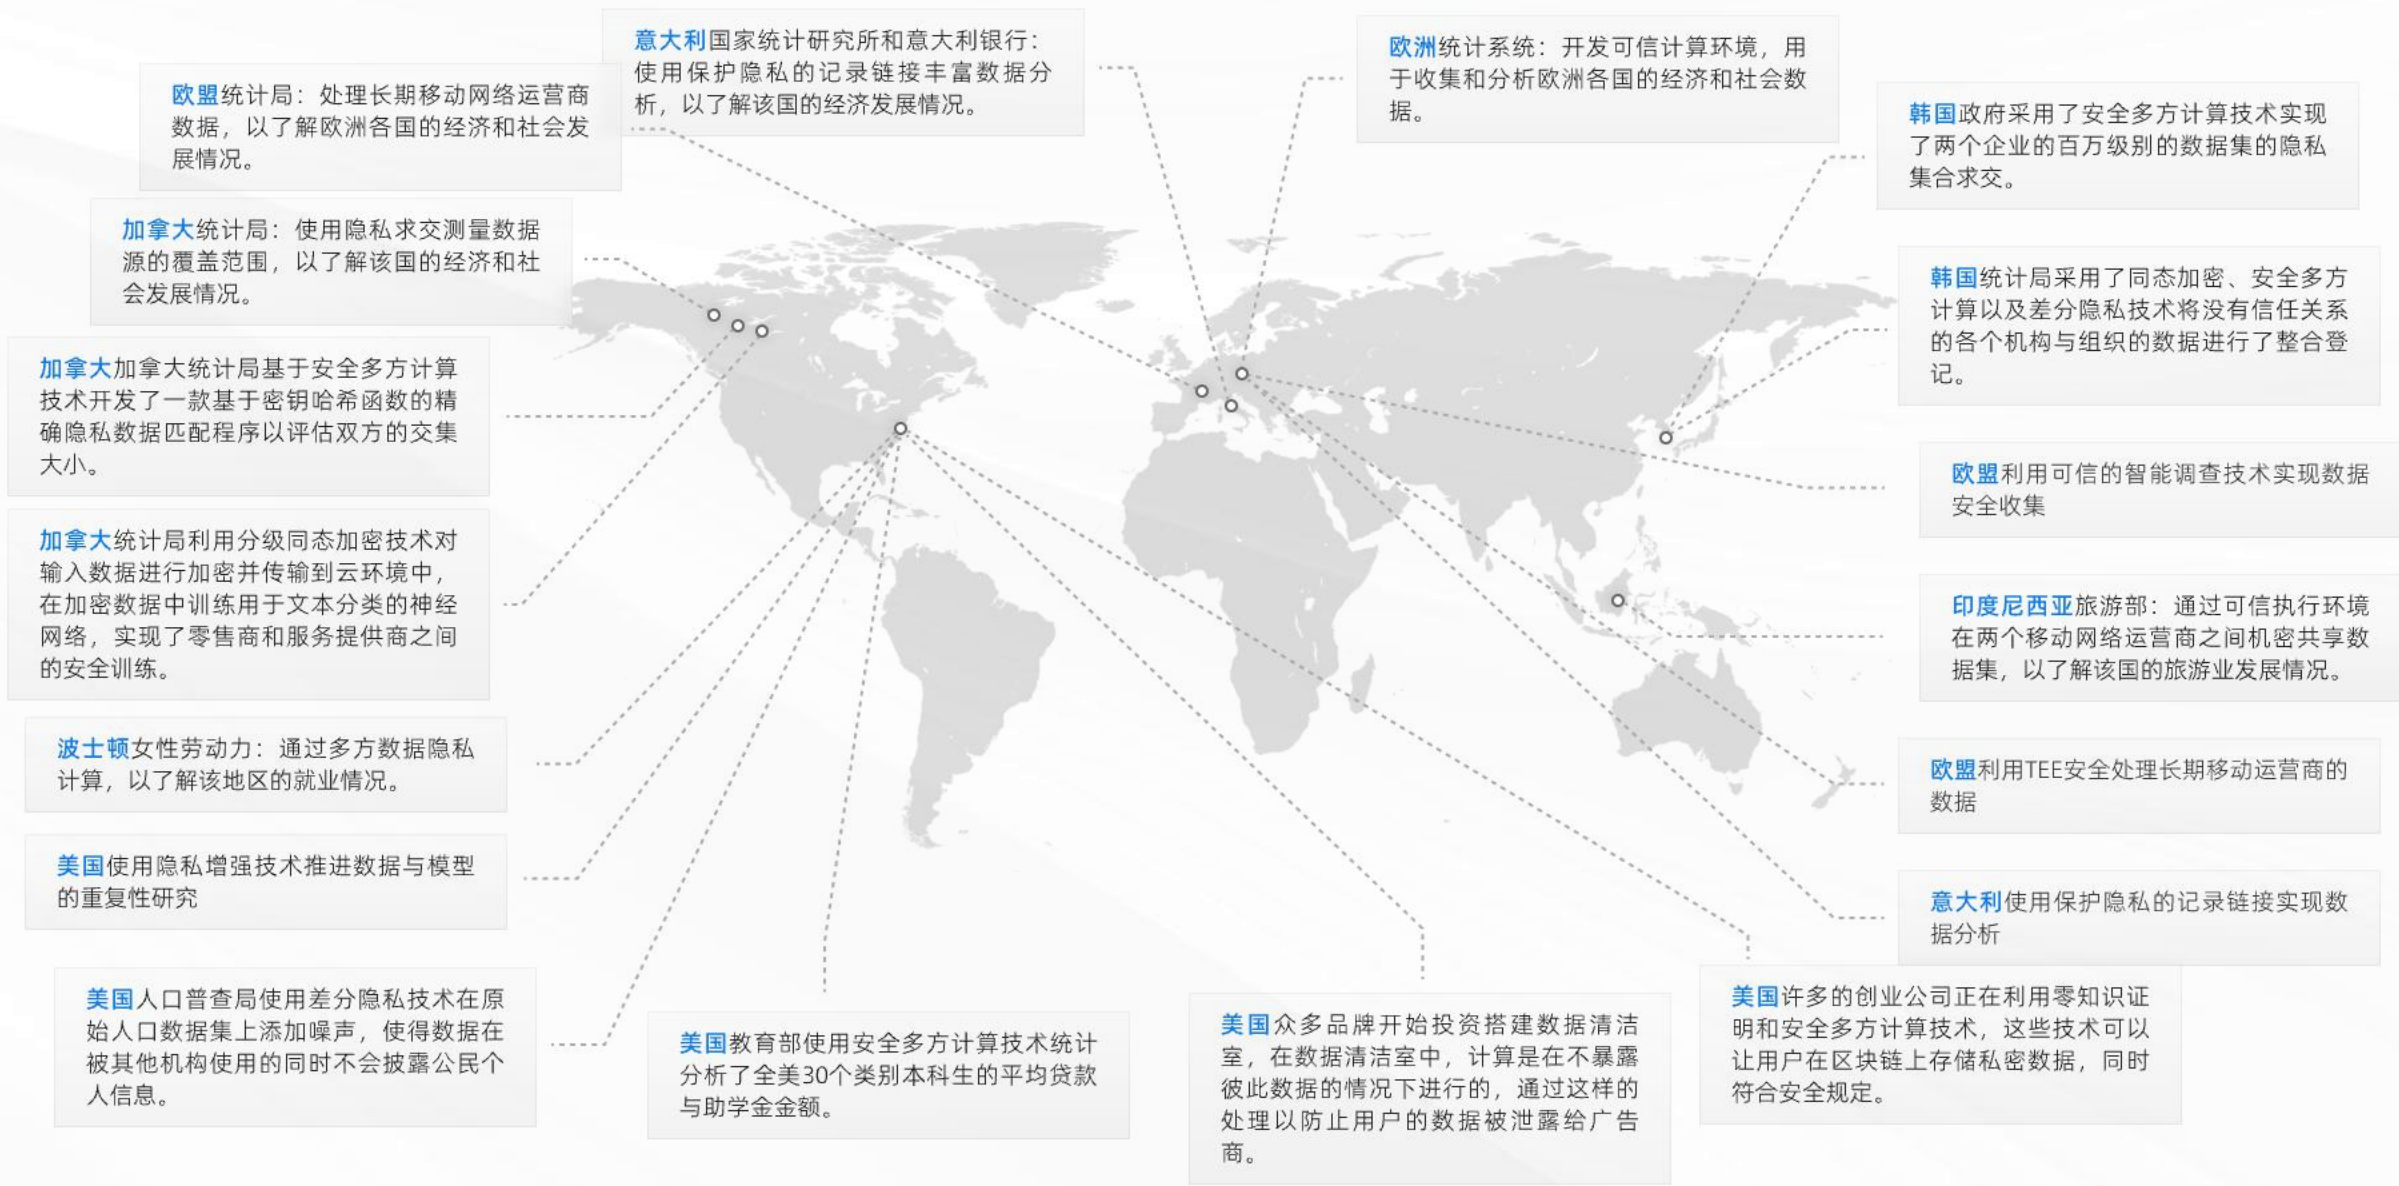 意大利国家统计研究所和意大利银行：
使用保护隐私的记录链接丰富数据分
析，以了解该国的经济发展情况。
欧洲统计系统：开发可信计算环境，用
于收集和分析欧洲各国的经济和社会数
据。
欧盟统计局：处理长期移动网络运营商
数据，以了解欧洲各国的经济和社会发
展情况。
韩国政府采用了安全多方计算技术实现
了两个企业的百万级别的数据集的隐私
集合求交。
加拿大统计局：使用隐私求交测量数据
源的覆盖范围，以了解该国的经济和社
会发展情况。
韩国统计局采用了同态加密、安全多方
计算以及差分隐私技术将没有信任关系
的各个机构与组织的数据进行了整合登
记。
加拿大加拿大统计局基于安全多方计算
技术开发了一款基于密钥哈希函数的精
确隐私数据匹配程序以评估双方的交集
大小。
欧盟利用可信的智能调查技术实现数据
安全收集
加拿大统计局利用分级同态加密技术对
输入数据进行加密并传输到云环境中，
在加密数据中训练用于文本分类的神经
网络，实现了零售商和服务提供商之间
的安全训练。
印度尼西亚旅游部：通过可信执行环境
在两个移动网络运营商之间机密共享数
据集，以了解该国的旅游业发展情况。
波士顿女性劳动力：通过多方数据隐私
计算，以了解该地区的就业情况。
欧盟利用TEE安全处理长期移动运营商的
数据
美国使用隐私增强技术推进数据与模型
的重复性研究
意大利使用保护隐私的记录链接实现数
据分析
美国人口普查局使用差分隐私技术在原
始人口数据集上添加噪声，使得数据在
被其他机构使用的同时不会披露公民个
人信息。
美国教育部使用安全多方计算技术统计
分析了全美30个类别本科生的平均贷款
与助学金金额。
美国众多品牌开始投资搭建数据清洁
室，在数据清洁室中，计算是在不暴露
彼此数据的情况下进行的，通过这样的
处理以防止用户的数据被泄露给广告
商。
美国许多的创业公司正在利用零知识证
明和安全多方计算技术，这些技术可以
让用户在区块链上存储私密数据，同时
符合安全规定。